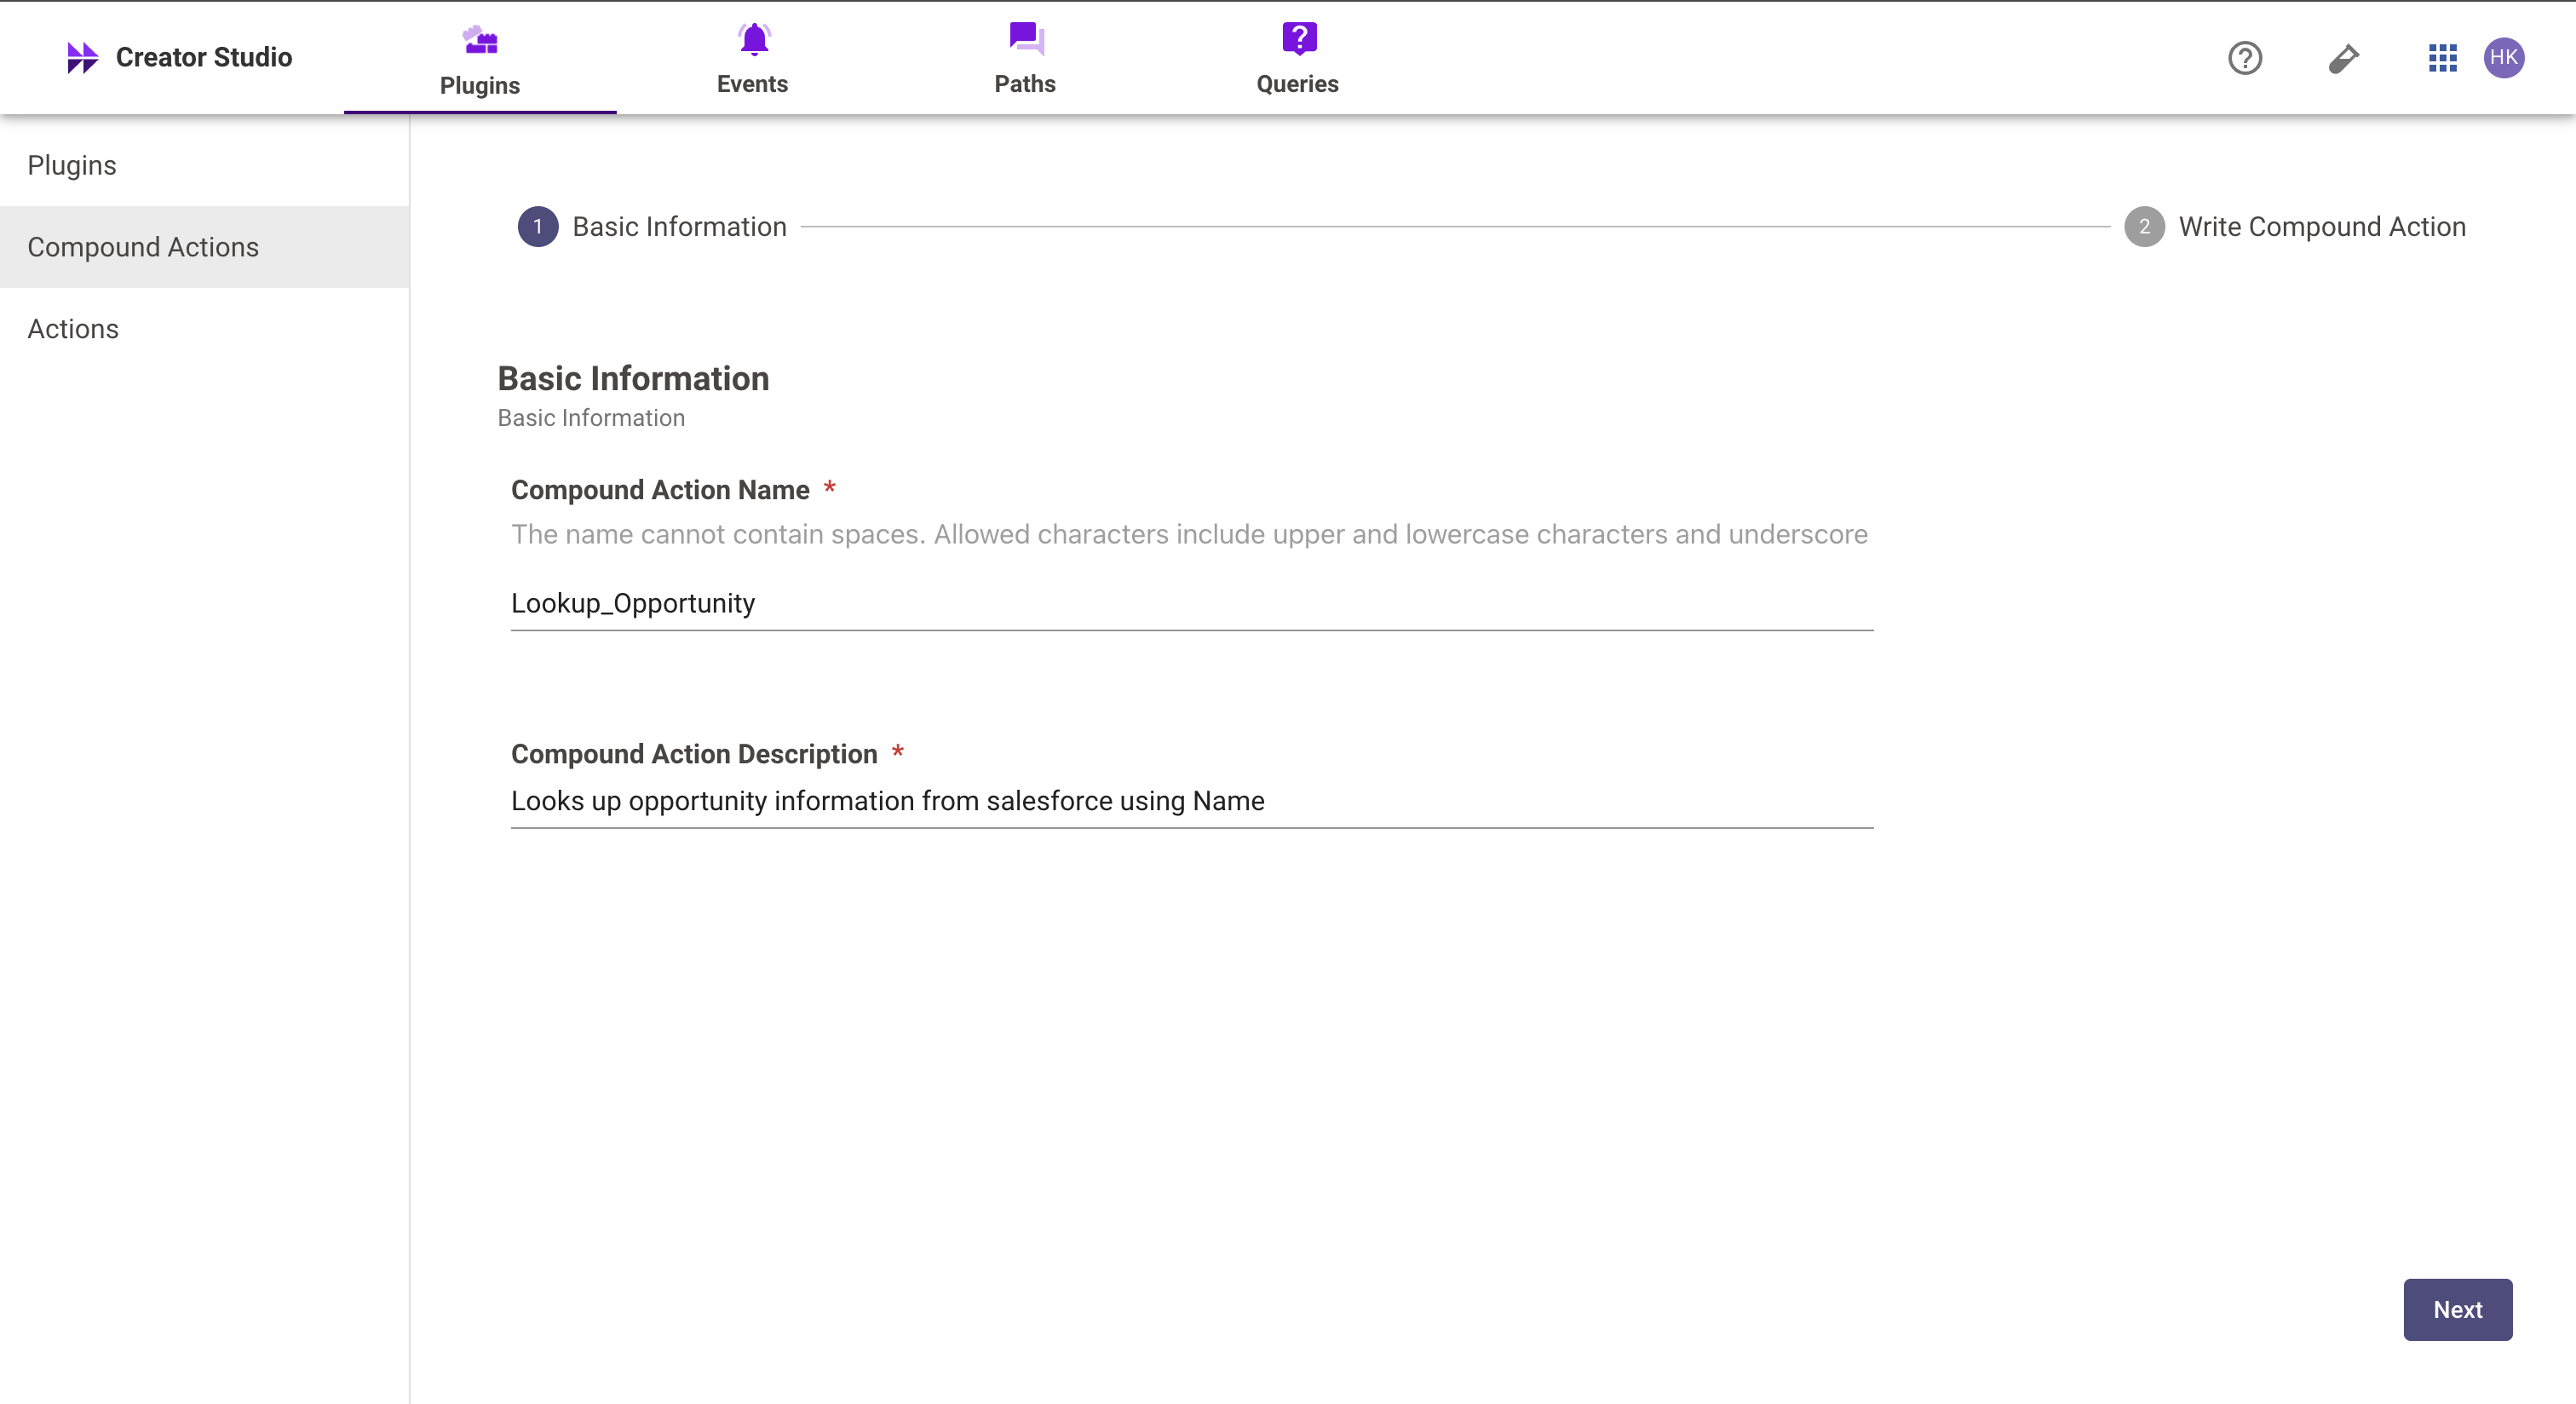 Creator Studio
Plugins
Events
Paths
?
Queries
?
HK
Plugins
Compound Actions
Actions
1 Basic Information
2 Write Compound Action
Basic Information
Basic Information
Compound Action Name *
The name cannot contain spaces. Allowed characters include upper and lowercase characters and underscore
Lookup_Opportunity
Compound Action Description *
Looks up opportunity information from salesforce using Name
Next